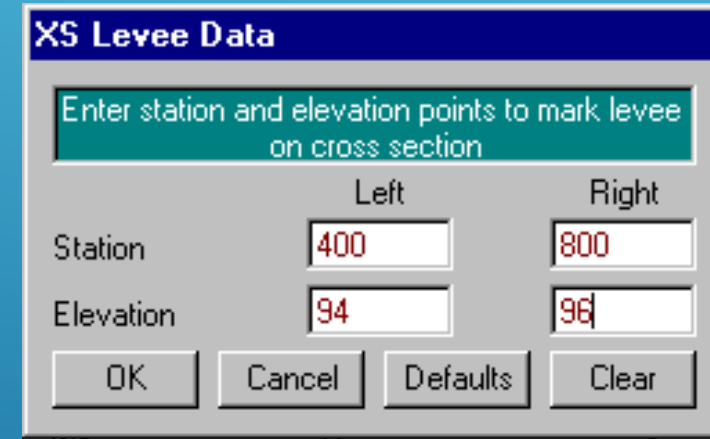 XS Levee Data
Enter station and elevation points to mark levee
on cross section
Left Right
Station 400 800
Elevation 94 96
OK Cancel Defaults Clear